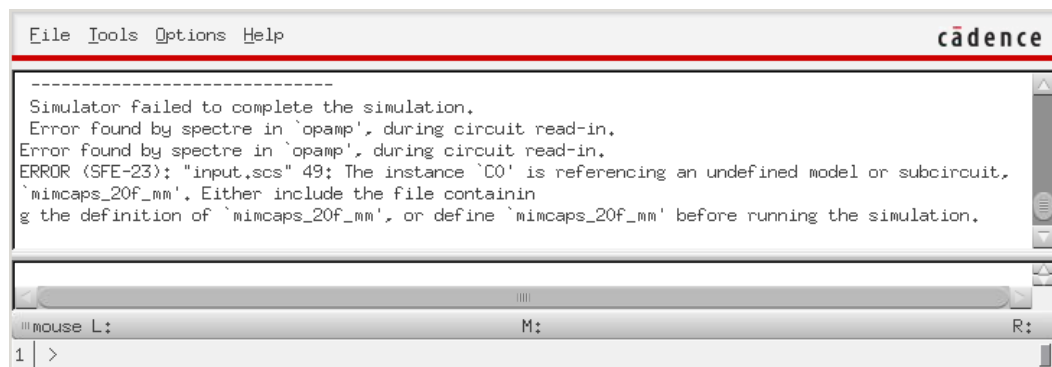 File Tools Options Help
cādence
-----------------------------
Simulator failed to complete the simulation.
Error found by spectre in `opamp', during circuit read-in.
Error found by spectre in `opamp', during circuit read-in.
ERROR (SFE-23): "input.scs" 49: The instance `C0' is referencing an undefined model or subcircuit,
`mimcaps_20f_mm'. Either include the file containin
g the definition of `mimcaps_20f_mm', or define `mimcaps_20f_mm' before running the simulation.
mouse L: M: R:
1 >